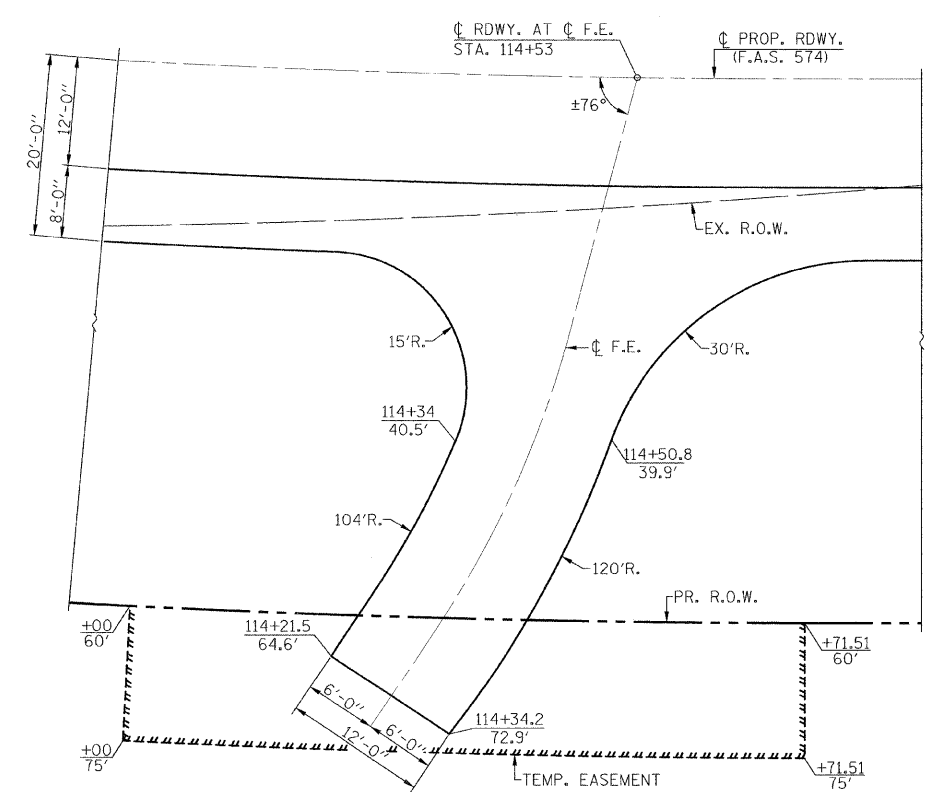 ℄ RDWY. AT ℄ F.E.
STA. 114+53
℄ PROP. RDWY.
(F.A.S. 574)
±76°
20'-0"
12'-0"
8'-0"
EX. R.O.W.
15'R.
℄ F.E.
30'R.
114+34
40.5'
114+50.8
39.9'
104'R.
120'R.
PR. R.O.W.
+00
60'
114+21.5
64.6'
+71.51
60'
6'-0"
6'-0"
12'-0"
114+34.2
72.9'
+00
75'
TEMP. EASEMENT
+71.51
75'